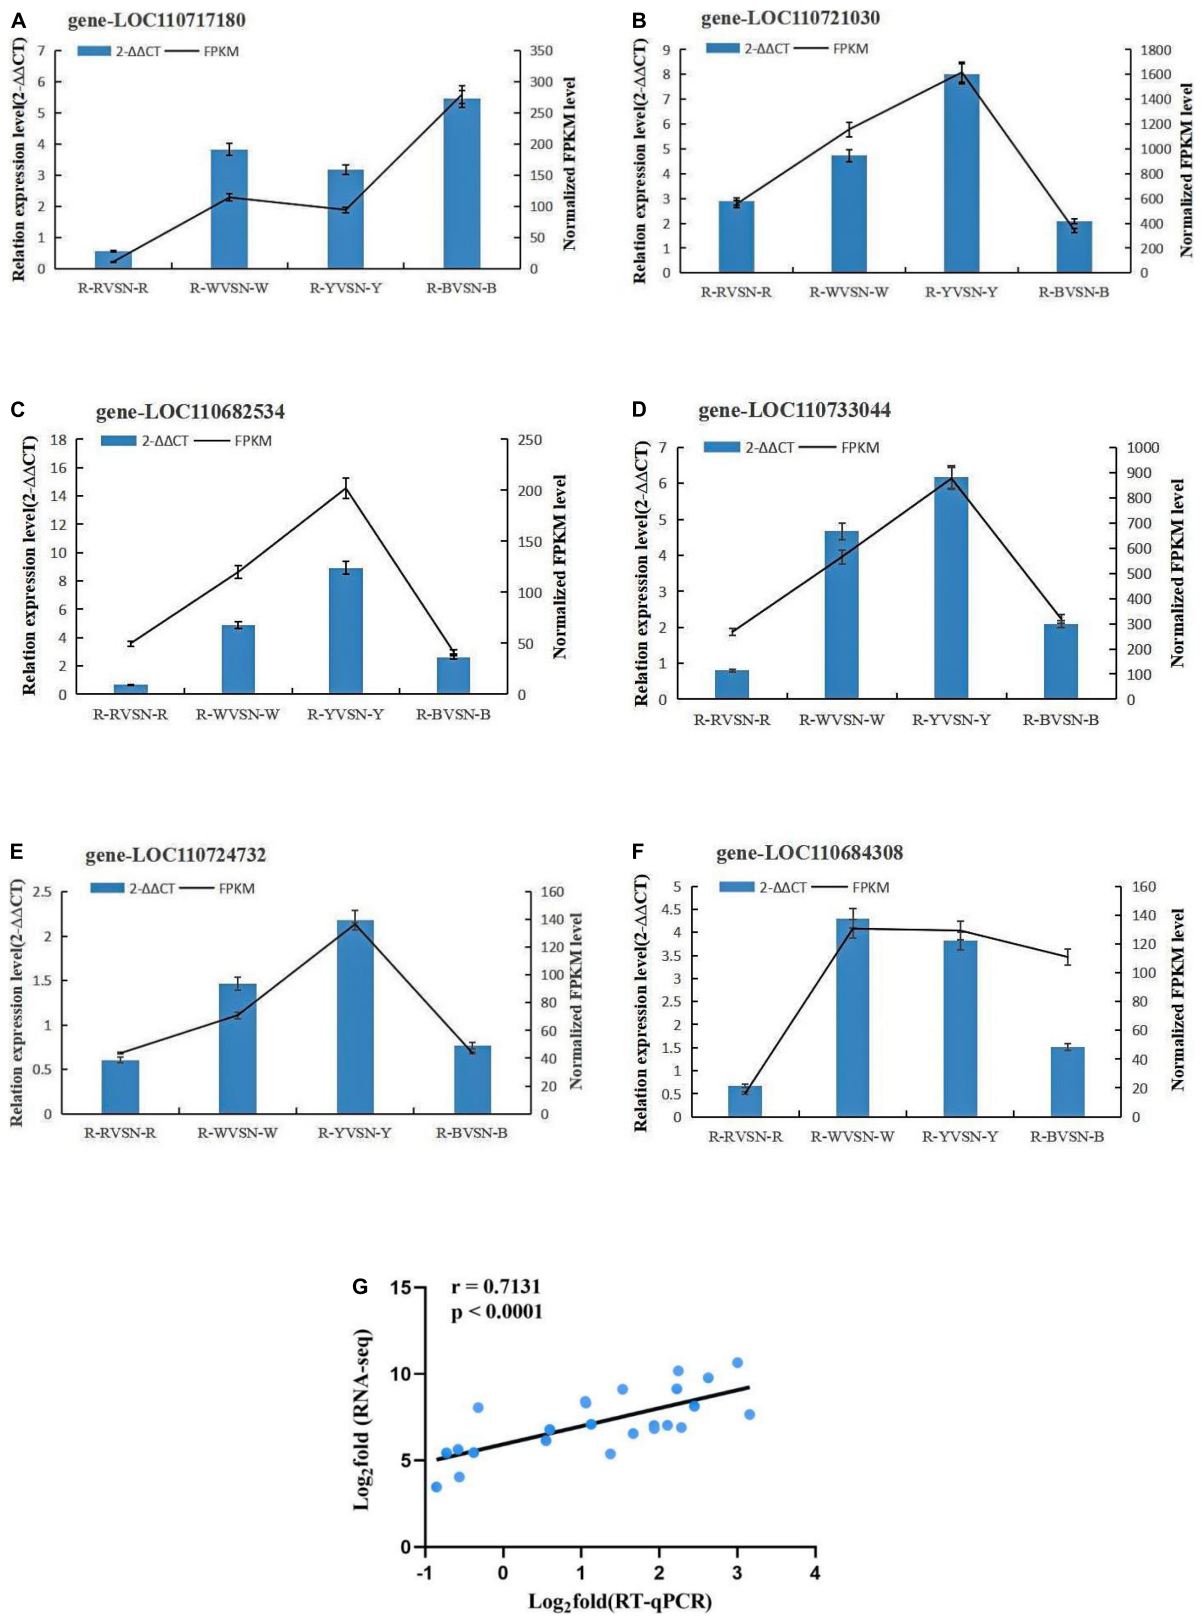 A
gene-LOC110717180
2-ΔΔCT
FPKM
Relation expression level(2-ΔΔCT)
7
6
5
4
3
2
1
0
350
300
250
200
150
100
50
0
Normalized FPKM level
R-RVSN-R R-WVSN-W R-YVSN-Y R-BVSN-B
B
gene-LOC110721030
2-ΔΔCT
FPKM
Relation expression level(2-ΔΔCT)
9
8
7
6
5
4
3
2
1
0
1800
1600
1400
1200
1000
800
600
400
200
0
Normalized FPKM level
R-RVSN-R R-WVSN-W R-YVSN-Y R-BVSN-B
C
gene-LOC110682534
2-ΔΔCT
FPKM
Relation expression level(2-ΔΔCT)
18
16
14
12
10
8
6
4
2
0
250
200
150
100
50
0
Normalized FPKM level
R-RVSN-R R-WVSN-W R-YVSN-Y R-BVSN-B
D
gene-LOC110733044
2-ΔΔCT
FPKM
Relation expression level(2-ΔΔCT)
7
6
5
4
3
2
1
0
1000
900
800
700
600
500
400
300
200
100
0
Normalized FPKM level
R-RVSN-R R-WVSN-W R-YVSN-Y R-BVSN-B
E
gene-LOC110724732
2-ΔΔCT
FPKM
Relation expression level(2-ΔΔCT)
2.5
2
1.5
1
0.5
0
160
140
120
100
80
60
40
20
0
Normalized FPKM level
R-RVSN-R R-WVSN-W R-YVSN-Y R-BVSN-B
F
gene-LOC110684308
2-ΔΔCT
FPKM
Relation expression level(2-ΔΔCT)
5
4.5
4
3.5
3
2.5
2
1.5
1
0.5
0
160
140
120
100
80
60
40
20
0
Normalized FPKM level
R-RVSN-R R-WVSN-W R-YVSN-Y R-BVSN-B
G
r = 0.7131
p < 0.0001
Log2fold (RNA-seq)
15
10
5
0
-1 0 1 2 3 4
Log2fold(RT-qPCR)